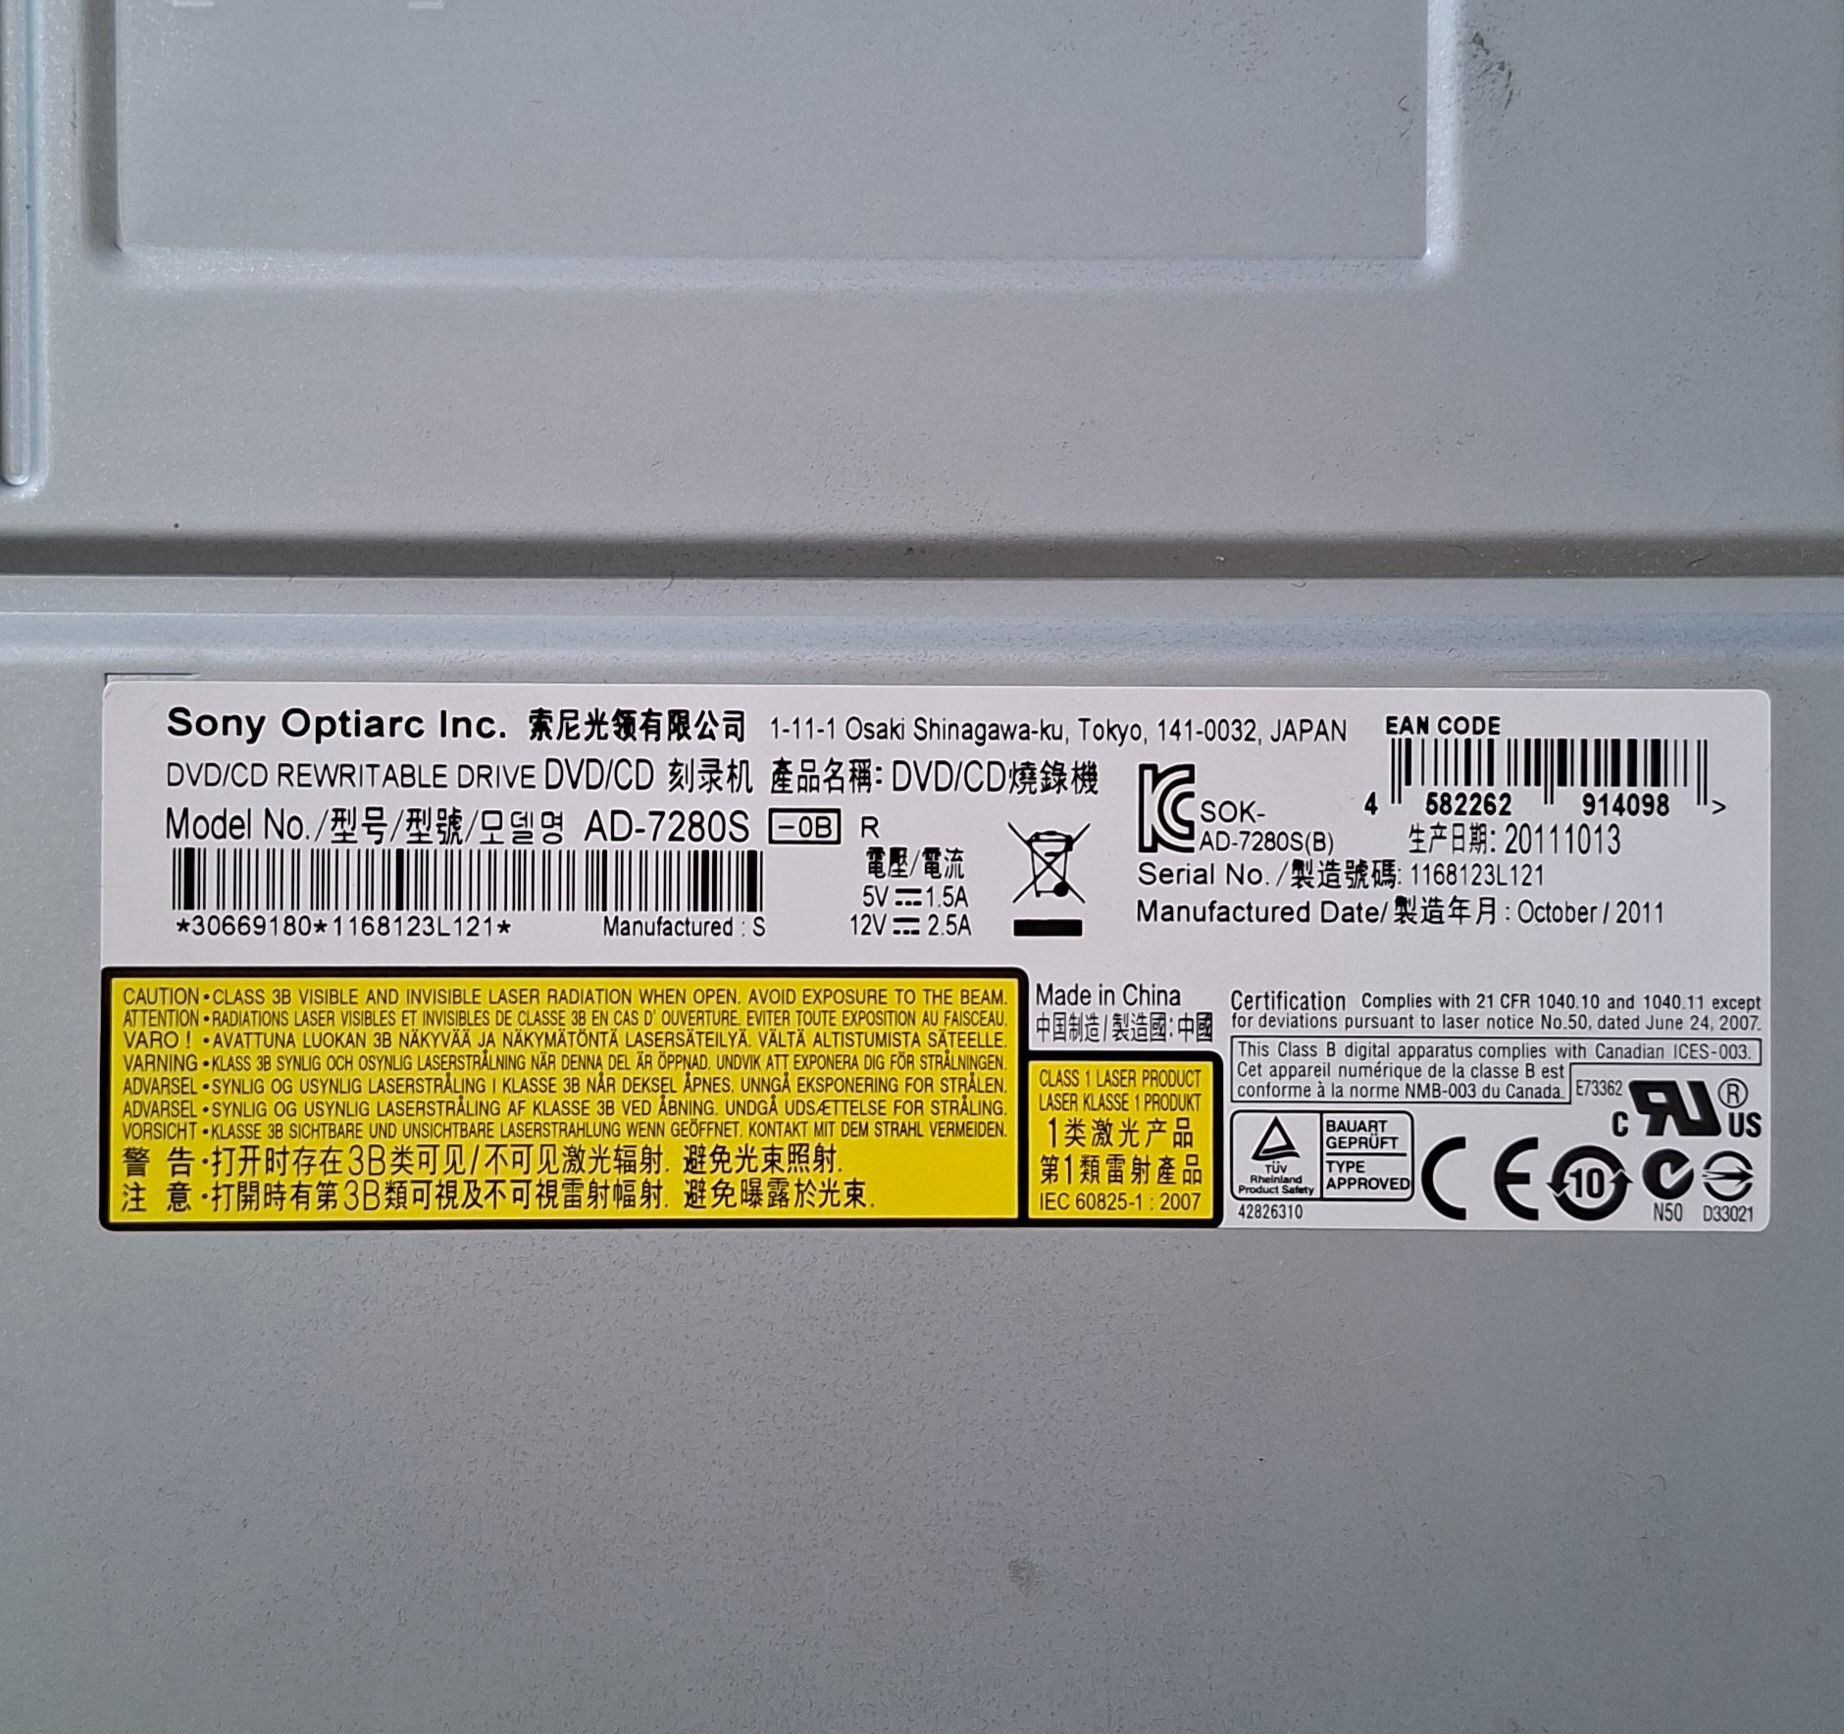 Sony Optiarc Inc. 索尼光领有限公司 1-11-1 Osaki Shinagawa-ku, Tokyo, 141-0032, JAPAN
EAN CODE
4 582262 914098 >
DVD/CD REWRITABLE DRIVE DVD/CD 刻录机 產品名稱: DVD/CD燒錄機
Model No./型号/型號/모델명 AD-7280S -0B R
SOK-
AD-7280S(B)
生产日期: 20111013
電壓/電流
5V 1.5A
12V 2.5A
Serial No./製造號碼: 1168123L121
Manufactured Date/製造年月: October / 2011
*30669180*1168123L121* Manufactured : S
CAUTION • CLASS 3B VISIBLE AND INVISIBLE LASER RADIATION WHEN OPEN. AVOID EXPOSURE TO THE BEAM.
ATTENTION • RADIATIONS LASER VISIBLES ET INVISIBLES DE CLASSE 3B EN CAS D' OUVERTURE. EVITER TOUTE EXPOSITION AU FAISCEAU.
VARO ! • AVATTUNA LUOKAN 3B NÄKYVÄÄ JA NÄKYMÄTÖNTÄ LASERSÄTEILYÄ. VÄLTÄ ALTISTUMISTA SÄTEELLE.
VARNING • KLASS 3B SYNLIG OCH OSYNLIG LASERSTRÅLNING NÄR DENNA DEL ÄR ÖPPNAD. UNDVIK ATT EXPONERA DIG FÖR STRÅLNINGEN.
ADVARSEL • SYNLIG OG USYNLIG LASERSTRÅLING I KLASSE 3B NÅR DEKSEL ÅPNES. UNNGÅ EKSPONERING FOR STRÅLEN.
ADVARSEL • SYNLIG OG USYNLIG LASERSTRÅLING AF KLASSE 3B VED ÅBNING. UNDGÅ UDSÆTTELSE FOR STRÅLING.
VORSICHT • KLASSE 3B SICHTBARE UND UNSICHTBARE LASERSTRAHLUNG WENN GEÖFFNET. KONTAKT MIT DEM STRAHL VERMEIDEN.
警 告 • 打开时存在3B类可见/不可见激光辐射. 避免光束照射.
注 意 • 打開時有第3B類可視及不可視雷射幅射. 避免曝露於光束.
Made in China
中国制造/製造國: 中國
CLASS 1 LASER PRODUCT
LASER KLASSE 1 PRODUKT
1类激光产品
第1類雷射產品
IEC 60825-1 : 2007
Certification Complies with 21 CFR 1040.10 and 1040.11 except
for deviations pursuant to laser notice No.50, dated June 24, 2007.
This Class B digital apparatus complies with Canadian ICES-003.
Cet appareil numérique de la classe B est
conforme à la norme NMB-003 du Canada.
E73362
C RU ® US
TÜV
Rheinland
Product Safety
BAUART
GEPRÜFT
TYPE
APPROVED
42826310
CE
10
N50
D33021